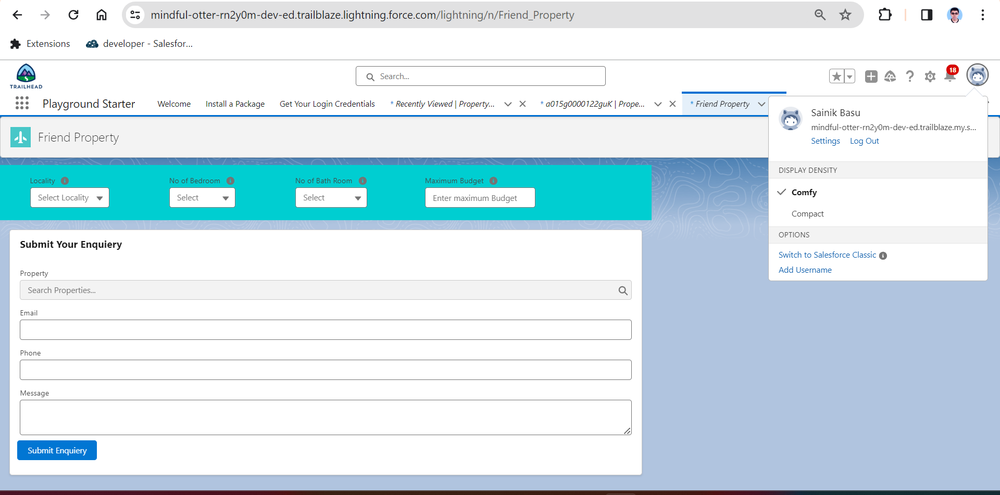 mindful-otter-rn2y0m-dev-ed.trailblaze.lightning.force.com/lightning/n/Friend_Property
Extensions developer - Salesfor...
TRAILHEAD
Search...
18
Playground Starter Welcome Install a Package Get Your Login Credentials * Recently Viewed | Property... * a015g0000122guK | Prope... * Friend Property
Friend Property
Sainik Basu
mindful-otter-rn2y0m-dev-ed.trailblaze.my.s...
Settings Log Out
DISPLAY DENSITY
Comfy
Compact
OPTIONS
Switch to Salesforce Classic
Add Username
Locality No of Bedroom No of Bath Room Maximum Budget
Select Locality Select Select Enter maximum Budget
Submit Your Enquiery
Property
Search Properties...
Email
Phone
Message
Submit Enquiery